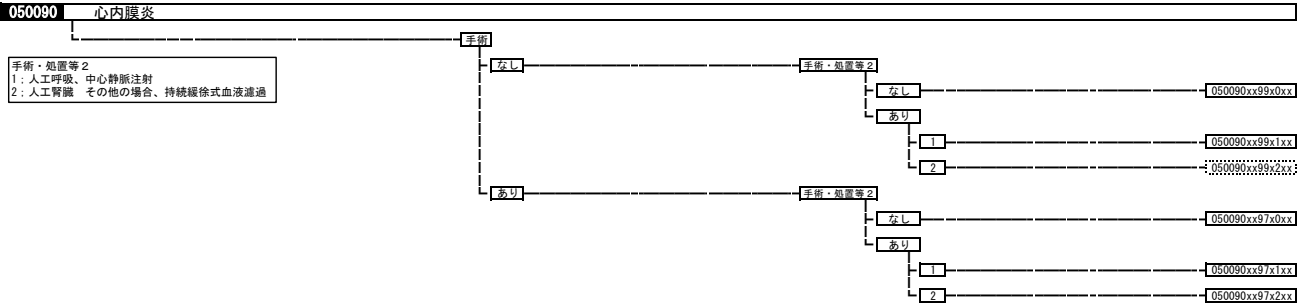 050090 心内膜炎
手術
手術・処置等2
1；人工呼吸、中心静脈注射
2；人工腎臓　その他の場合、持続緩徐式血液濾過
なし 手術・処置等2
なし 050090xx99x0xx
あり
1 050090xx99x1xx
2 050090xx99x2xx
あり 手術・処置等2
なし 050090xx97x0xx
あり
1 050090xx97x1xx
2 050090xx97x2xx